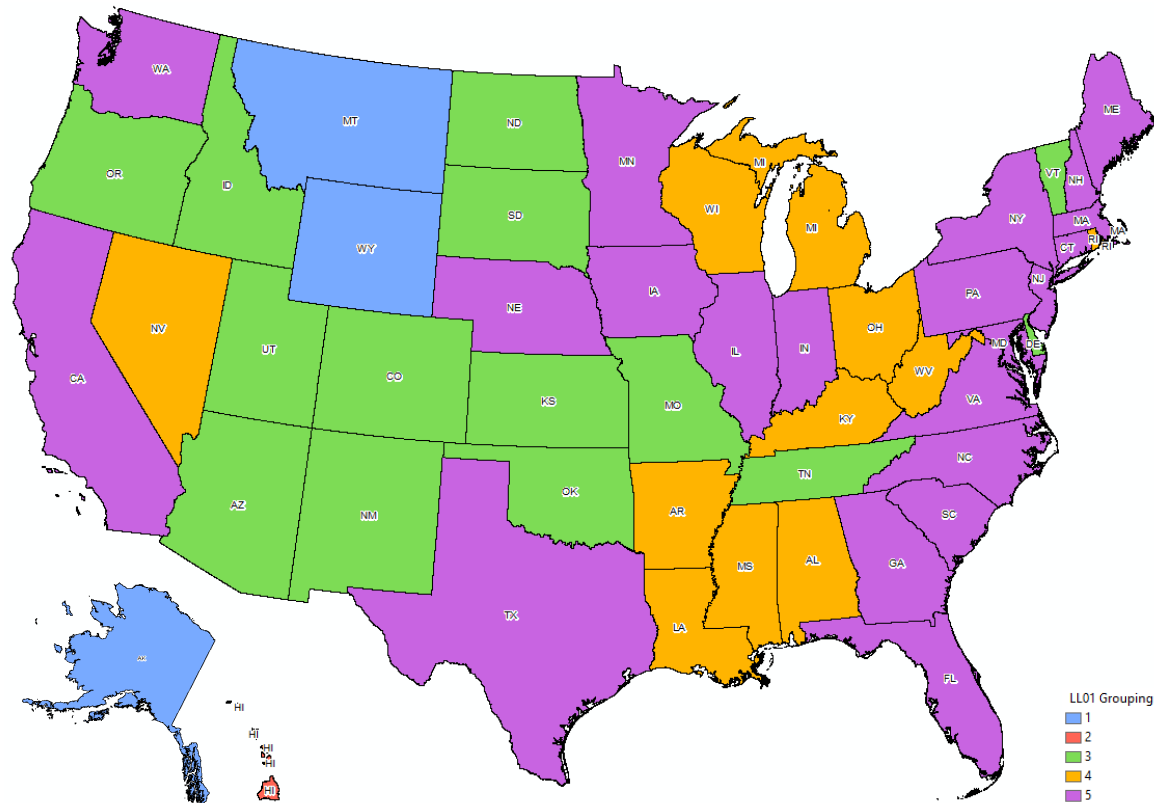 WA
MT
ND
MN
ME
OR
ID
SD
WI
MI
MI
VT
NH
NY
MA
MA
WY
CT
RI
RI
NE
IA
PA
NJ
NV
UT
CO
IL
IN
OH
MD
DE
CA
KS
MO
WV
KY
VA
AZ
NM
OK
TN
NC
AR
SC
MS
AL
GA
TX
LA
FL
HI
HI
HI
HI
HI
LL01 Grouping
1
2
3
4
5